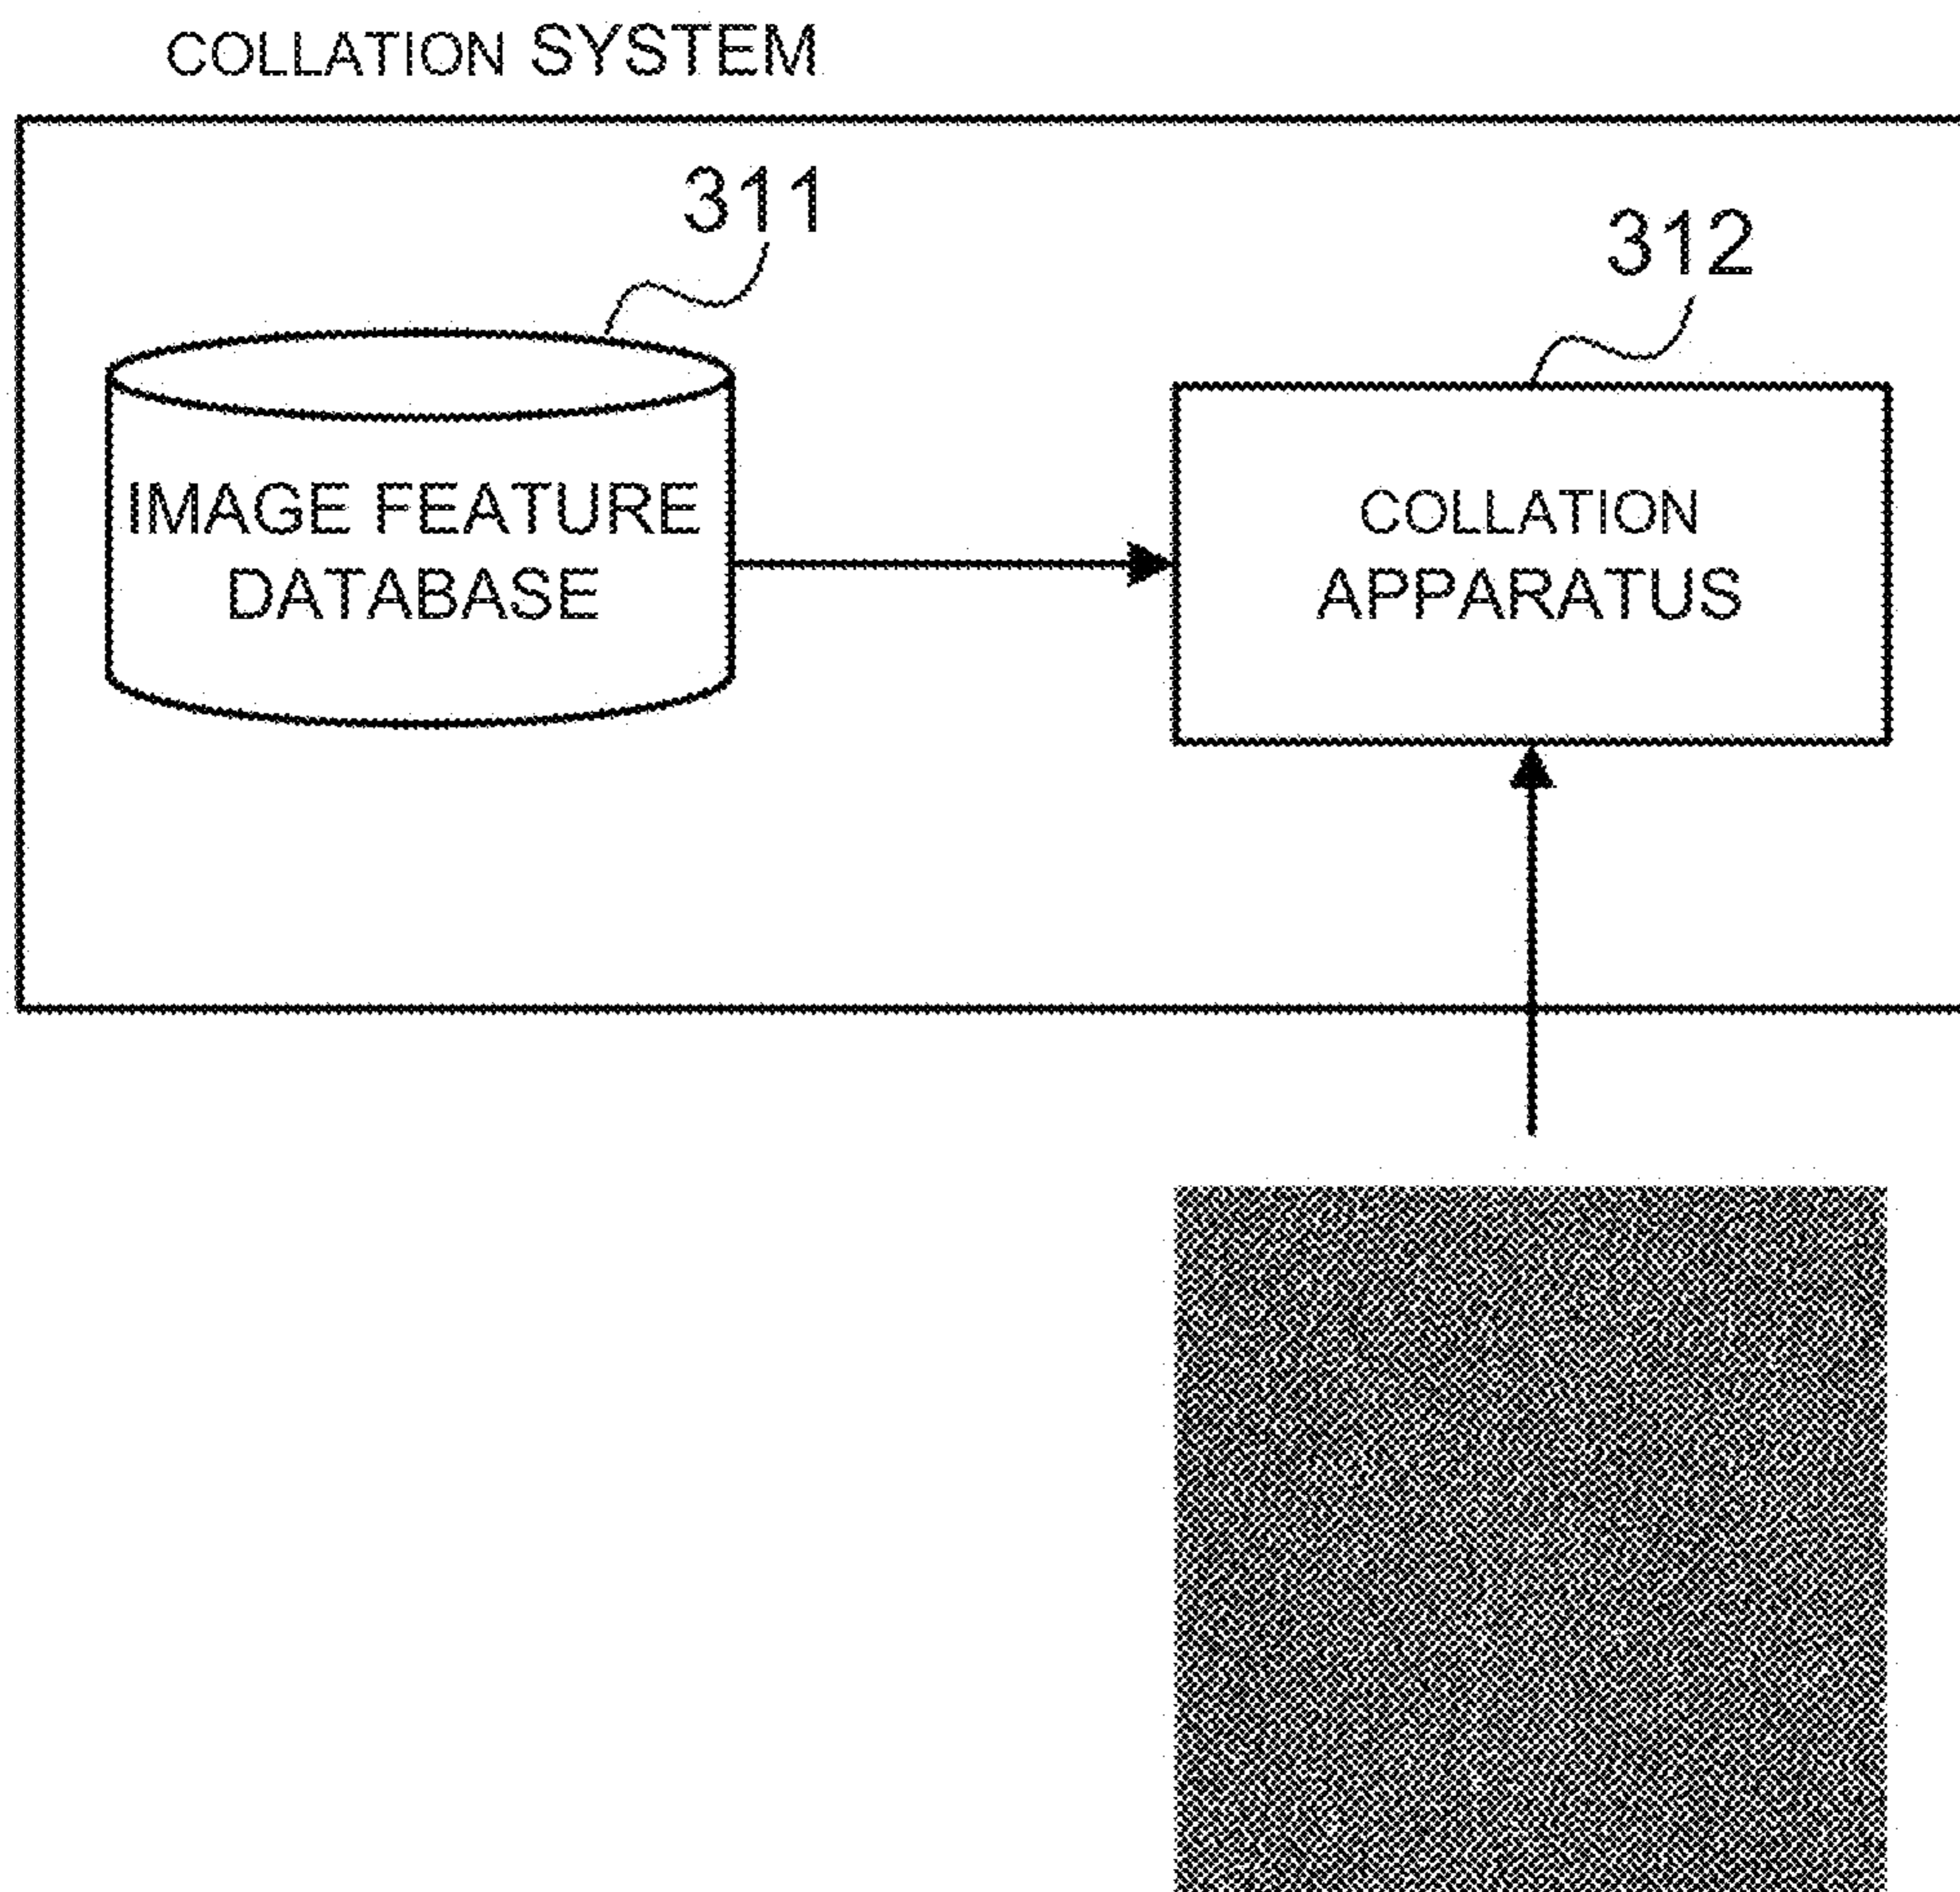 COLLATION SYSTEM
311
312
IMAGE FEATURE
DATABASE
COLLATION
APPARATUS